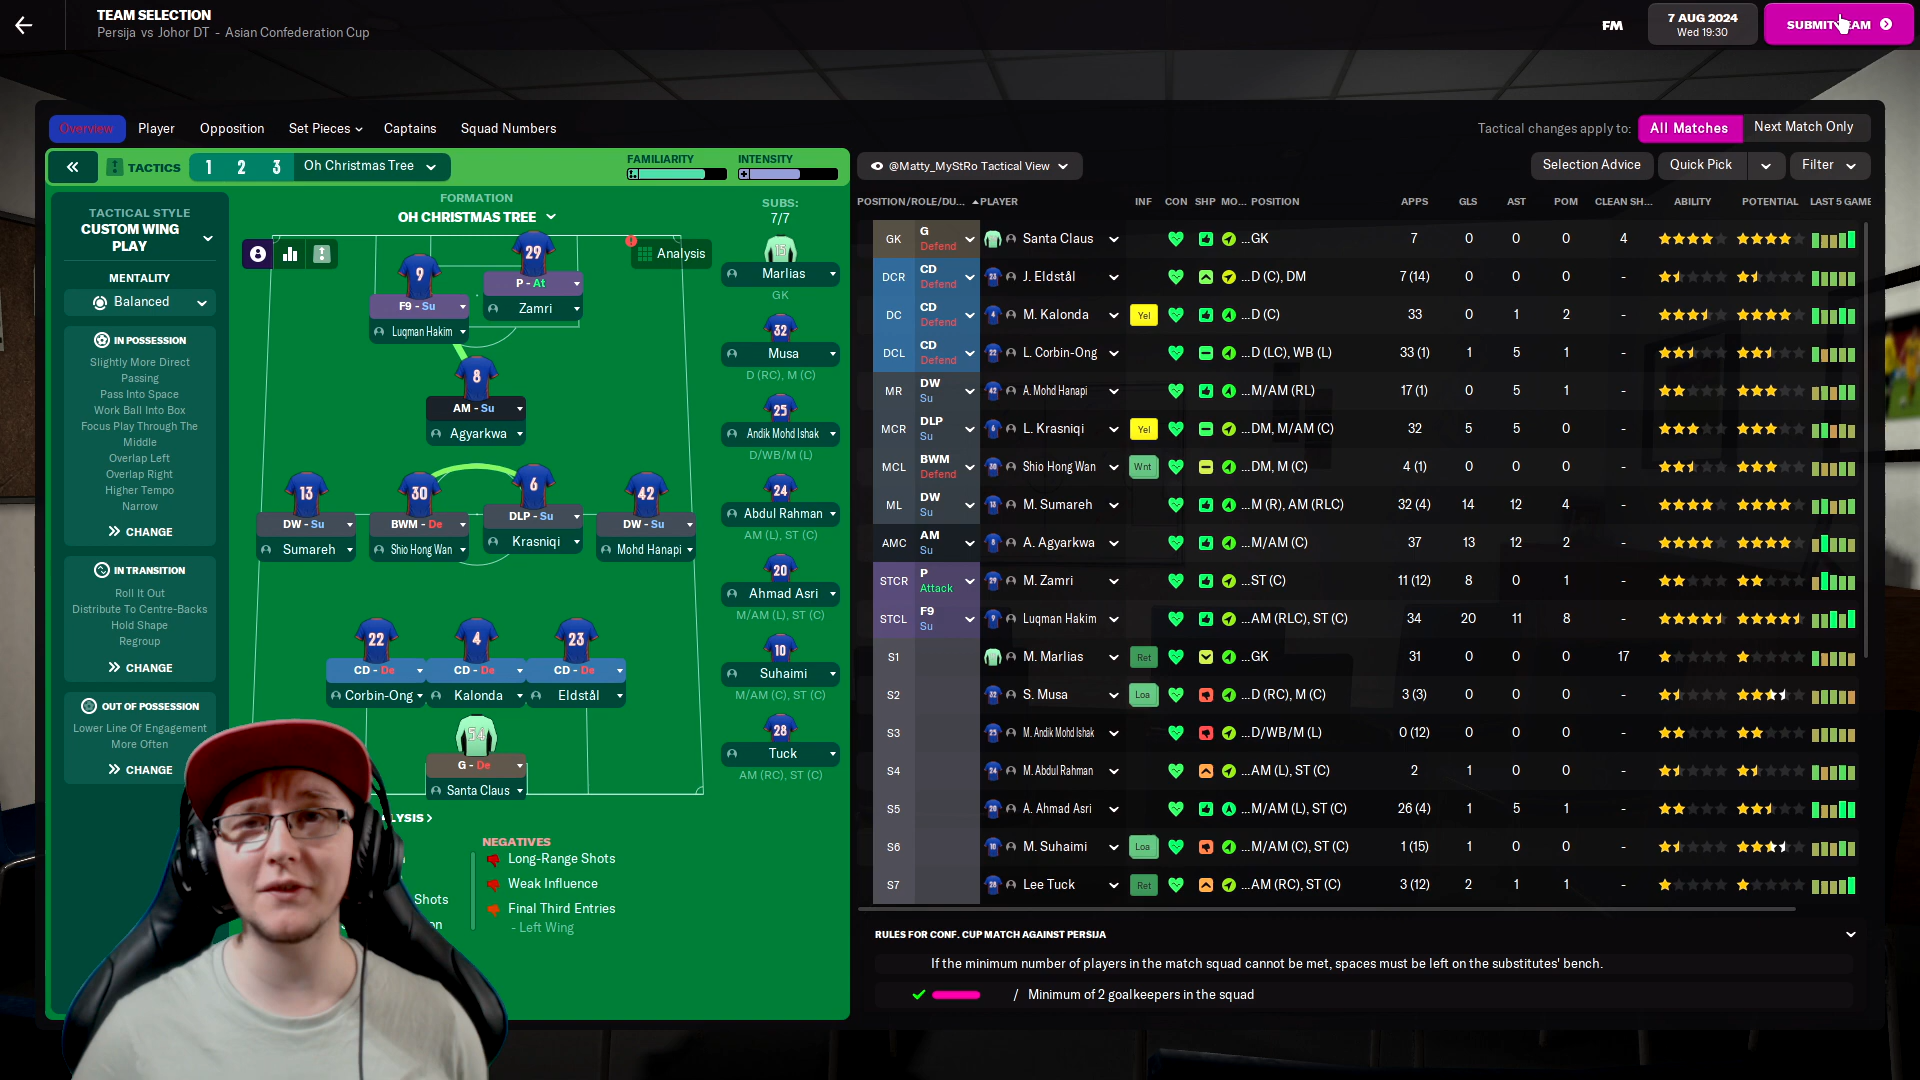 TEAM SELECTION
Persija vs Johor DT - Asian Confederation Cup
FM
7 AUG 2024
Wed 19:30
SUBMIT TEAM
Overview Player Opposition Set Pieces Captains Squad Numbers
Tactical changes apply to: All Matches Next Match Only
TACTICS 1 2 3 Oh Christmas Tree
FAMILIARITY INTENSITY
@Matty_MyStRo Tactical View
Selection Advice Quick Pick Filter
TACTICAL STYLE
CUSTOM WING
PLAY
MENTALITY
Balanced
IN POSSESSION
Slightly More Direct
Passing
Pass Into Space
Work Ball Into Box
Focus Play Through The
Middle
Overlap Left
Overlap Right
Higher Tempo
Narrow
CHANGE
IN TRANSITION
Roll It Out
Distribute To Centre-Backs
Hold Shape
Regroup
CHANGE
OUT OF POSSESSION
Lower Line Of Engagement
More Often
CHANGE
FORMATION
OH CHRISTMAS TREE
Analysis
29
P - At
Zamri
9
F9 - Su
Luqman Hakim
8
AM - Su
Agyarkwa
13
DW - Su
Sumareh
30
BWM - De
Shio Hong Wan
6
DLP - Su
Krasniqi
42
DW - Su
Mohd Hanapi
22
CD - De
Corbin-Ong
4
CD - De
Kalonda
23
CD - De
Eldstål
54
G - De
Santa Claus
SUBS:
7/7
15
Marlias
GK
32
Musa
D (RC), M (C)
25
Andik Mohd Ishak
D/WB/M (L)
24
Abdul Rahman
AM (L), ST (C)
20
Ahmad Asri
M/AM (L), ST (C)
10
Suhaimi
M/AM (C), ST (C)
28
Tuck
AM (RC), ST (C)
LYSIS
Shots
on
NEGATIVES
Long-Range Shots
Weak Influence
Final Third Entries
- Left Wing
POSITION/ROLE/DU... PLAYER INF CON SHP MO... POSITION APPS GLS AST POM CLEAN SH... ABILITY POTENTIAL LAST 5 GAME
GK G Defend Santa Claus ...GK 7 0 0 0 4
DCR CD Defend J. Eldstål ...D (C), DM 7 (14) 0 0 0 -
DC CD Defend M. Kalonda Yel ...D (C) 33 0 1 2 -
DCL CD Defend L. Corbin-Ong ...D (LC), WB (L) 33 (1) 1 5 1 -
MR DW Su A. Mohd Hanapi ...M/AM (RL) 17 (1) 0 5 1 -
MCR DLP Su L. Krasniqi Yel ...DM, M/AM (C) 32 5 5 0 -
MCL BWM Defend Shio Hong Wan Wnt ...DM, M (C) 4 (1) 0 0 0 -
ML DW Su M. Sumareh ...M (R), AM (RLC) 32 (4) 14 12 4 -
AMC AM Su A. Agyarkwa ...M/AM (C) 37 13 12 2 -
STCR P Attack M. Zamri ...ST (C) 11 (12) 8 0 1 -
STCL F9 Su Luqman Hakim ...AM (RLC), ST (C) 34 20 11 8 -
S1 M. Marlias Ret ...GK 31 0 0 0 17
S2 S. Musa Loa ...D (RC), M (C) 3 (3) 0 0 0 -
S3 M. Andik Mohd Ishak ...D/WB/M (L) 0 (12) 0 0 0 -
S4 M. Abdul Rahman ...AM (L), ST (C) 2 1 0 0 -
S5 A. Ahmad Asri ...M/AM (L), ST (C) 26 (4) 1 5 1 -
S6 M. Suhaimi Loa ...M/AM (C), ST (C) 1 (15) 1 0 0 -
S7 Lee Tuck Ret ...AM (RC), ST (C) 3 (12) 2 1 1 -
RULES FOR CONF. CUP MATCH AGAINST PERSIJA
If the minimum number of players in the match squad cannot be met, spaces must be left on the substitutes' bench.
/ Minimum of 2 goalkeepers in the squad